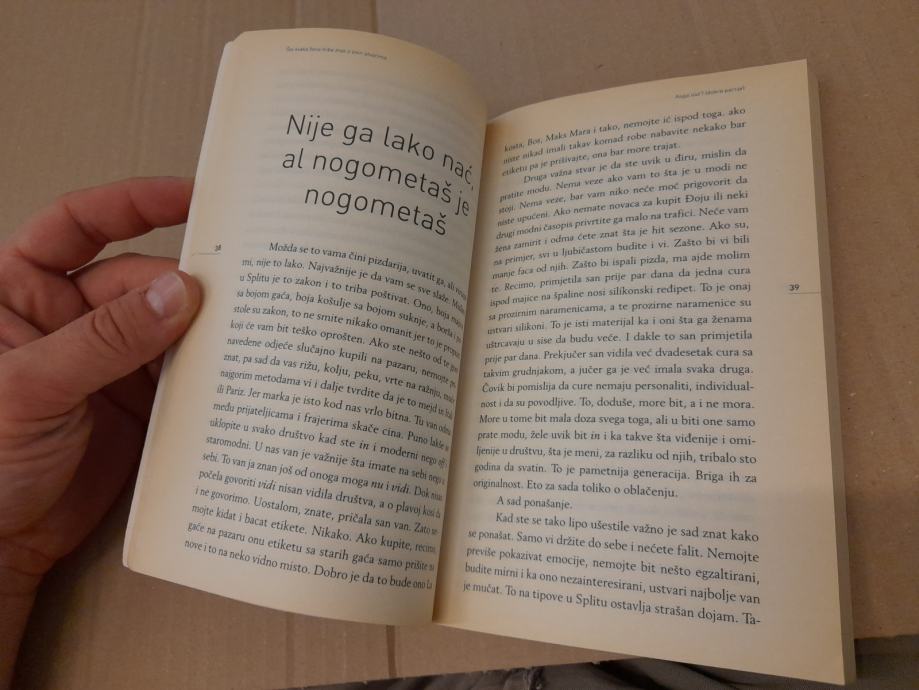 Što svaka žena triba znat o ovin stvarima
Nije ga lako nać,
al nogometaš je
nogometaš
38
Možda se to vama čini pizdarija, uvatit ga, ali
mi, nije to lako. Najvažnije je da vam se sve slaže.
u Splitu je to zakon i to triba poštivat. Ono, boja
sa bojom gaća, boja košulje sa bojom suknje, a borla i
stole su zakon, to ne smite nikako omanit jer to je
koji će vam bit teško oprošten. Ako ste nešto od te
navedene odjeće slučajno kupili na pazaru, nemojte
znat, pa sad da vas rižu, kolju, peku, vrte na ražnju,
najgorim metodama vi i dalje tvrdite da je to mejd in
ili Pariz. Jer marka je isto kod nas vrlo bitna. Tu van
među prijateljicama i frajerima skače cina. Puno lakše
uklopite u svako društvo kad ste in i moderni nego
staromodni. U nas van je važnije šta imate na sebi nego u
sebi. To van ja znan još od onoga moga nu i vidi. Dok nisan
počela govoriti vidi nisan vidila društva, a o plavoj kosi da
i ne govorimo. Uostalom, znate, pričala san van. Zato
mojte kidat i bacat etikete. Nikako. Ako kupite, recimo,
gaće na pazaru onu etiketu sa starih gaća samo prišite na
nove i to na neko vidno misto. Dobro je da to bude ono La
kosta, Bos, Maks Mara i tako, nemojte ić ispod toga. ako
niste nikad imali takav komad robe nabavite nekako bar
etiketu pa je prišivajte, ona bar more trajat.
Druga važna stvar je da ste uvik u điru, mislin da
pratite modu. Nema veze ako vam to šta je u modi ne
stoji. Nema veze, bar vam niko neće moć prigovorit da
niste upućeni. Ako nemate novaca za kupit Đoju ili neki
drugi modni časopis privrtite ga malo na trafici. Neće vam
žena zamirit i odma ćete znat šta je hit sezone. Ako su,
na primjer, svi u ljubičastom budite i vi. Zašto bi vi bili
manje faca od njih. Zašto bi ispali pizda, ma ajde molim
te. Recimo, primjetila san prije par dana da jedna cura
ispod majice na špaline nosi silikonski redipet. To je onaj
sa prozirnim naramenicama, a te prozirne naramenice su
ustvari silikoni. To je isti materijal ka i oni šta ga ženama
uštrcavaju u sise da budu veće. I dakle to san primjetila
prije par dana. Prekjučer san vidila već dvadesetak cura sa
takvim grudnjakom, a jučer ga je već imala svaka druga.
Čovik bi pomislija da cure nemaju personaliti, individual-
nost i da su povodljive. To, doduše, more bit, a i ne mora.
More u tome bit mala doza svega toga, ali u biti one samo
prate modu, žele uvik bit in i ka takve šta viđenije i omi-
ljenije u društvu, šta je meni, za razliku od njih, tribalo sto
godina da svatin. To je pametnija generacija. Briga ih za
originalnost. Eto za sada toliko o oblačenju.
A sad ponašanje.
Kad ste se tako lipo uštestile važno je sad znat kako
se ponašat. Samo vi držite do sebe i nećete falit. Nemojte
previše pokazivat emocije, nemojte bit nešto egzaltirani,
budite mirni i ka ono nezainteresirani, ustvari najbolje van
je mučat. To na tipove u Splitu ostavlja strašan dojam. Ta-
39